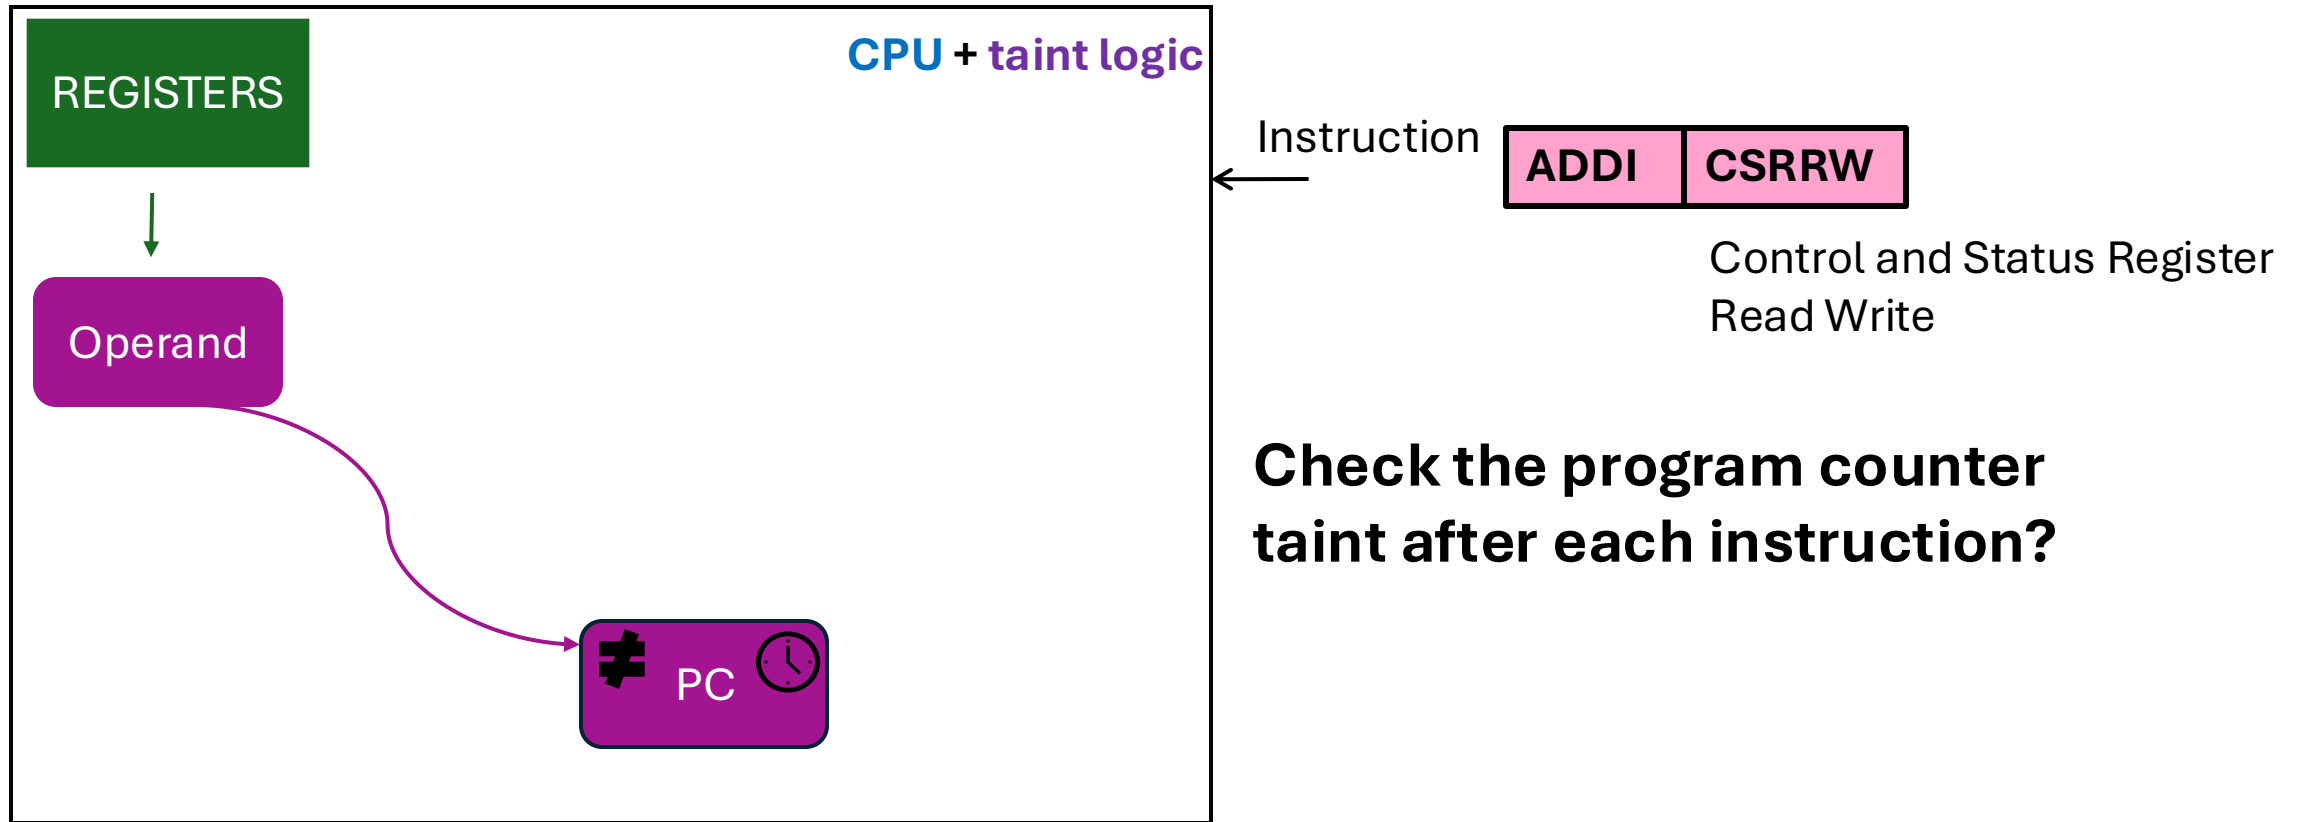 REGISTERS
CPU + taint logic
Instruction
ADDI
CSRRW
Control and Status Register
Read Write
Operand
Check the program counter
taint after each instruction?
≠
PC